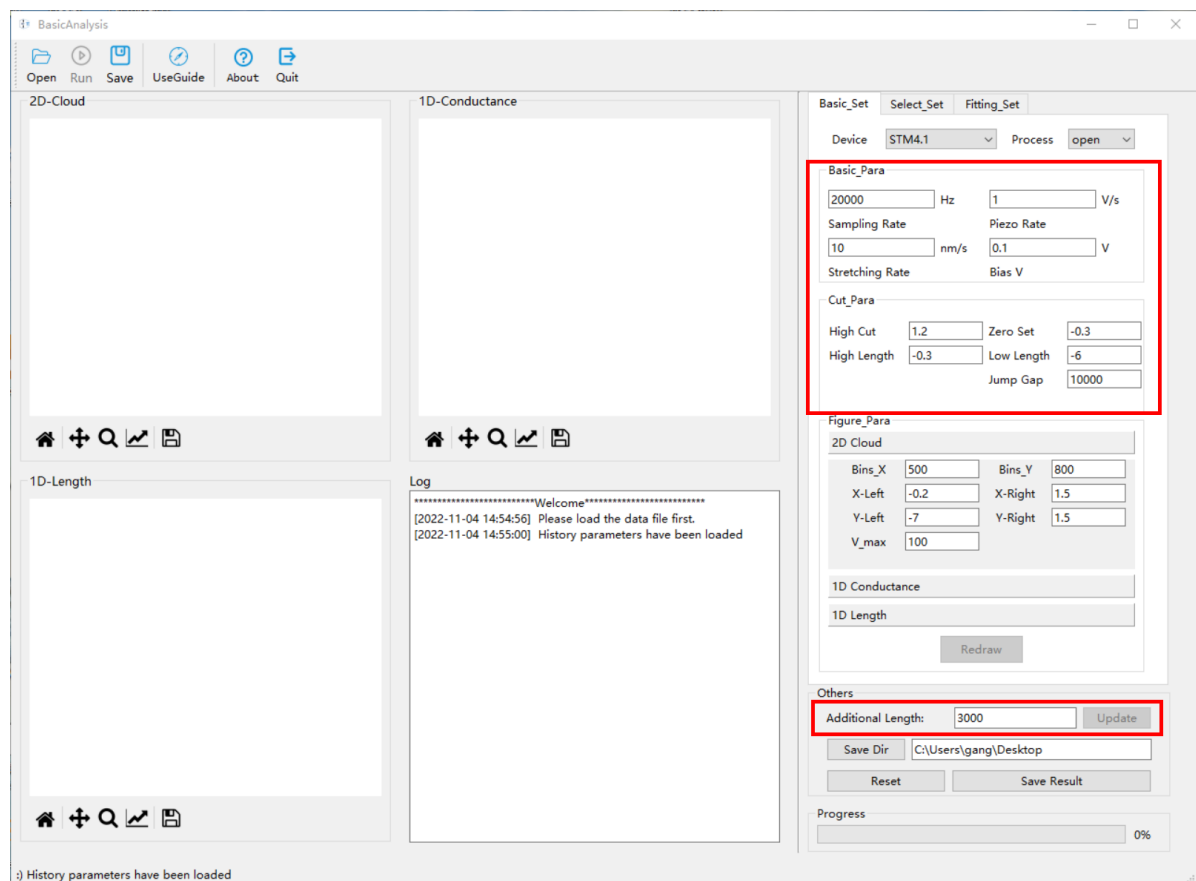 BasicAnalysis
Open Run Save UseGuide About Quit
2D-Cloud
1D-Conductance
1D-Length
Log
**************************Welcome**************************
[2022-11-04 14:54:56] Please load the data file first.
[2022-11-04 14:55:00] History parameters have been loaded
Basic_Set Select_Set Fitting_Set
Device STM4.1 Process open
Basic_Para
20000 Hz 1 V/s
Sampling Rate Piezo Rate
10 nm/s 0.1 V
Stretching Rate Bias V
Cut_Para
High Cut 1.2 Zero Set -0.3
High Length -0.3 Low Length -6
Jump Gap 10000
Figure_Para
2D Cloud
Bins_X 500 Bins_Y 800
X-Left -0.2 X-Right 1.5
Y-Left -7 Y-Right 1.5
V_max 100
1D Conductance
1D Length
Redraw
Others
Additional Length: 3000 Update
Save Dir C:\Users\gang\Desktop
Reset Save Result
Progress
0%
:) History parameters have been loaded